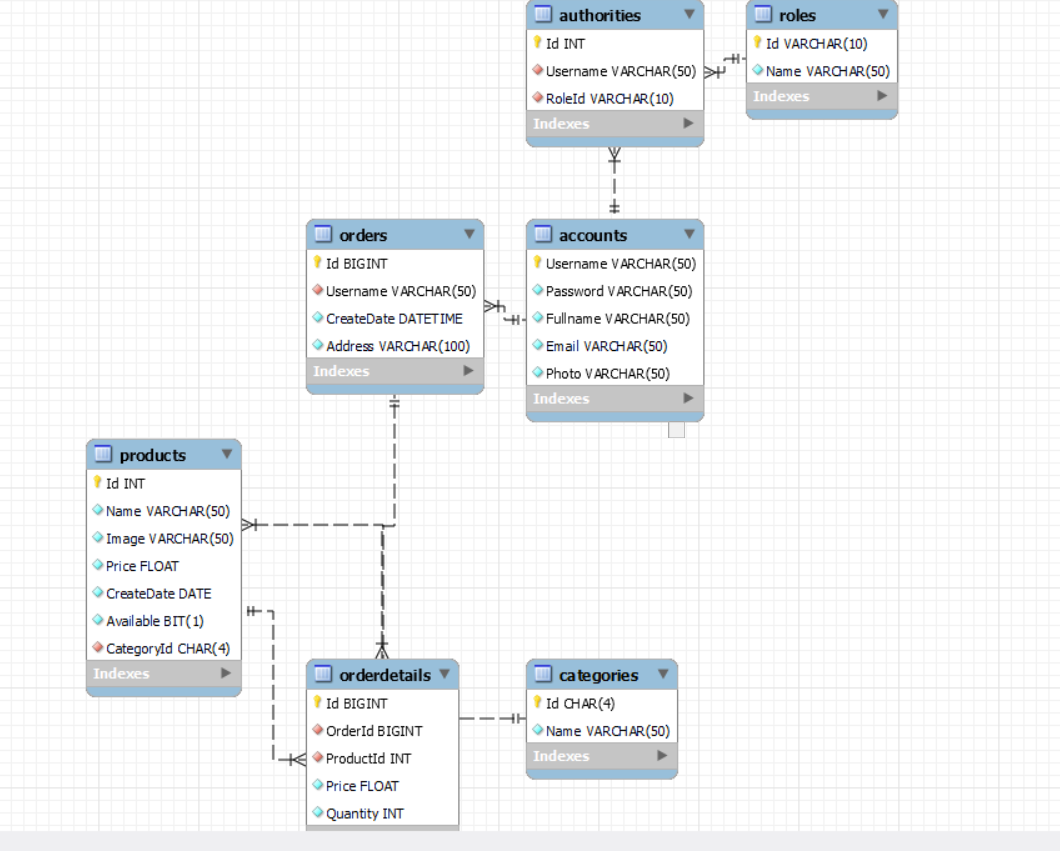 authorities
Id INT
Username VARCHAR(50)
RoleId VARCHAR(10)
Indexes
roles
Id VARCHAR(10)
Name VARCHAR(50)
Indexes
orders
Id BIGINT
Username VARCHAR(50)
CreateDate DATETIME
Address VARCHAR(100)
Indexes
accounts
Username VARCHAR(50)
Password VARCHAR(50)
Fullname VARCHAR(50)
Email VARCHAR(50)
Photo VARCHAR(50)
Indexes
products
Id INT
Name VARCHAR(50)
Image VARCHAR(50)
Price FLOAT
CreateDate DATE
Available BIT(1)
CategoryId CHAR(4)
Indexes
orderdetails
Id BIGINT
OrderId BIGINT
ProductId INT
Price FLOAT
Quantity INT
categories
Id CHAR(4)
Name VARCHAR(50)
Indexes